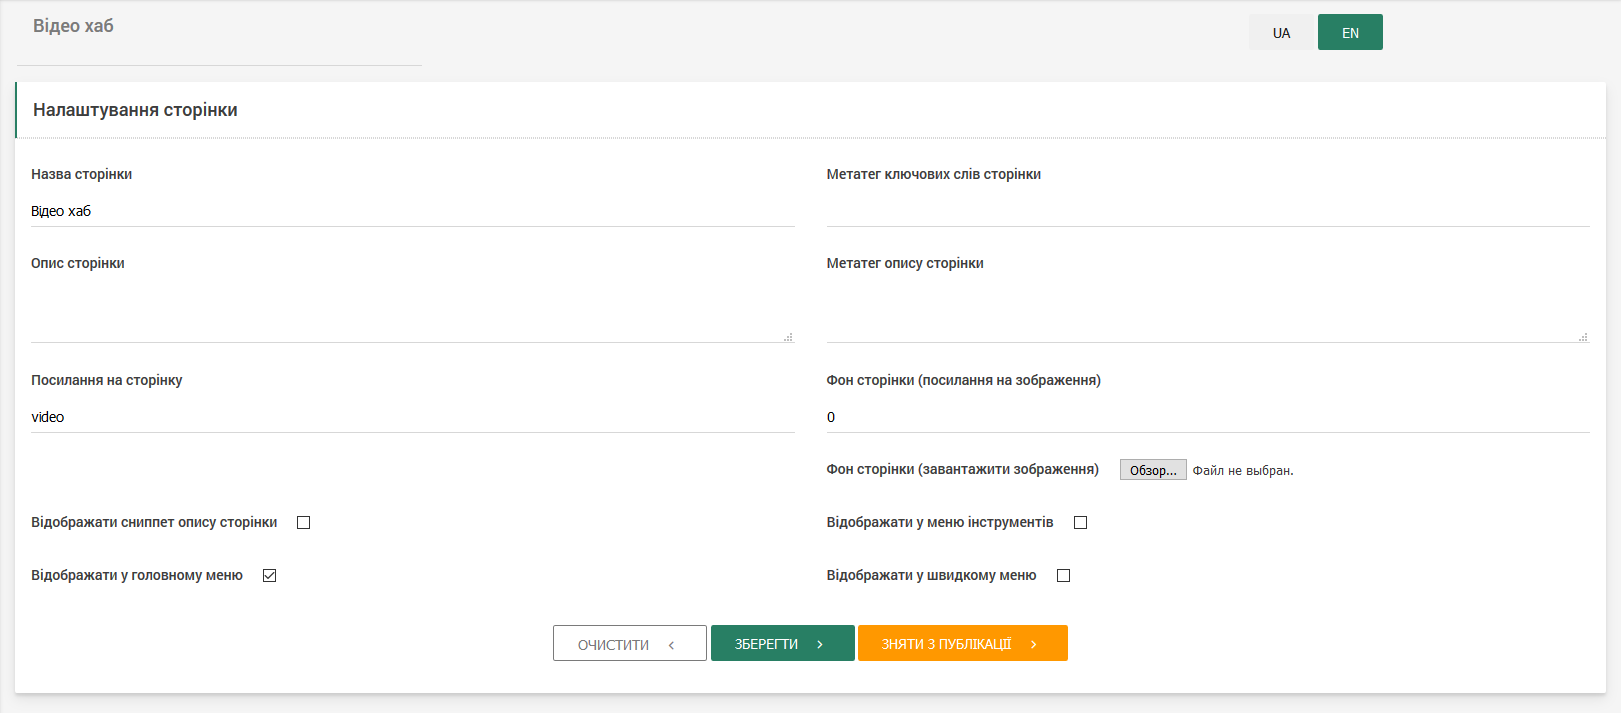 Відео хаб
UA
EN
Налаштування сторінки
Назва сторінки
Відео хаб
Метатег ключових слів сторінки
Опис сторінки
Метатег опису сторінки
Посилання на сторінку
video
Фон сторінки (посилання на зображення)
0
Фон сторінки (завантажити зображення)
Обзор...
Файл не выбран.
Відображати сниппет опису сторінки
Відображати у меню інструментів
Відображати у головному меню
Відображати у швидкому меню
ОЧИСТИТИ
ЗБЕРЕГТИ
ЗНЯТИ З ПУБЛІКАЦІЇ